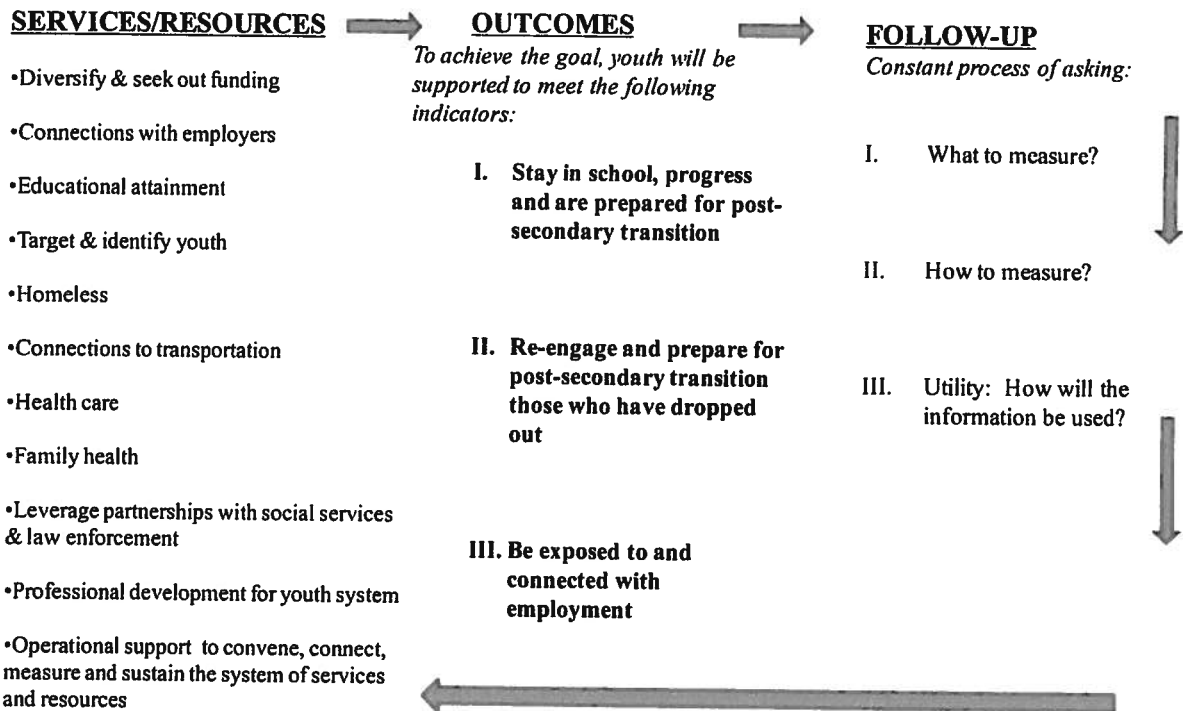 SERVICES/RESOURCES
•Diversify & seek out funding
•Connections with employers
•Educational attainment
•Target & identify youth
•Homeless
•Connections to transportation
•Health care
•Family health
•Leverage partnerships with social services
& law enforcement
•Professional development for youth system
•Operational support to convene, connect,
measure and sustain the system of services
and resources
OUTCOMES
To achieve the goal, youth will be
supported to meet the following
indicators:
I. Stay in school, progress
and are prepared for post-
secondary transition
II. Re-engage and prepare for
post-secondary transition
those who have dropped
out
III. Be exposed to and
connected with
employment
FOLLOW-UP
Constant process of asking:
I. What to measure?
II. How to measure?
III. Utility: How will the
information be used?